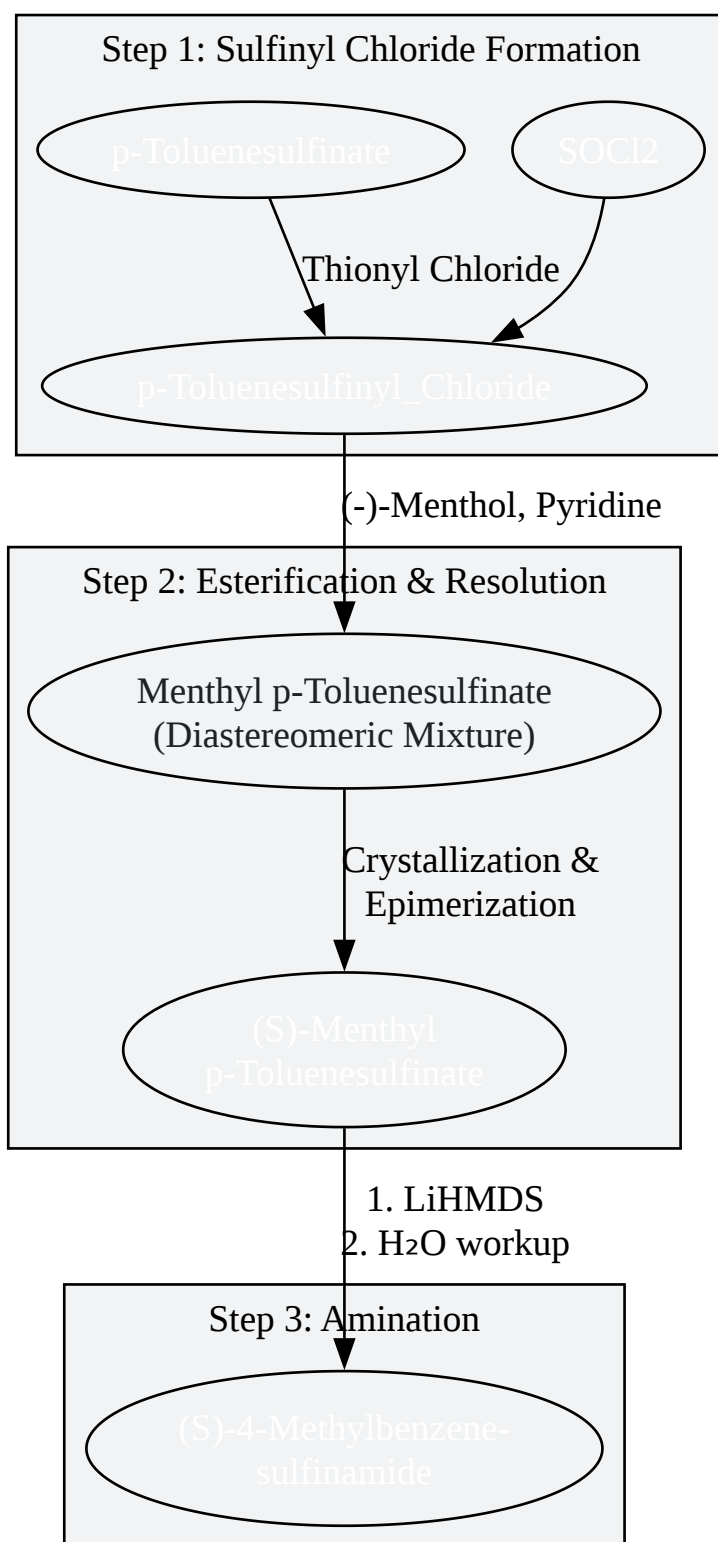 Step 1: Sulfinyl Chloride Formation
p-Toluenesulfinate
SOCl2
Thionyl Chloride
p-Toluenesulfinyl_Chloride
(-)-Menthol, Pyridine
Step 2: Esterification & Resolution
Menthyl p-Toluenesulfinate
(Diastereomeric Mixture)
Crystallization &
Epimerization
(S)-Menthyl
p-Toluenesulfinate
1. LiHMDS
2. H₂O workup
Step 3: Amination
(S)-4-Methylbenzene-
sulfinamide